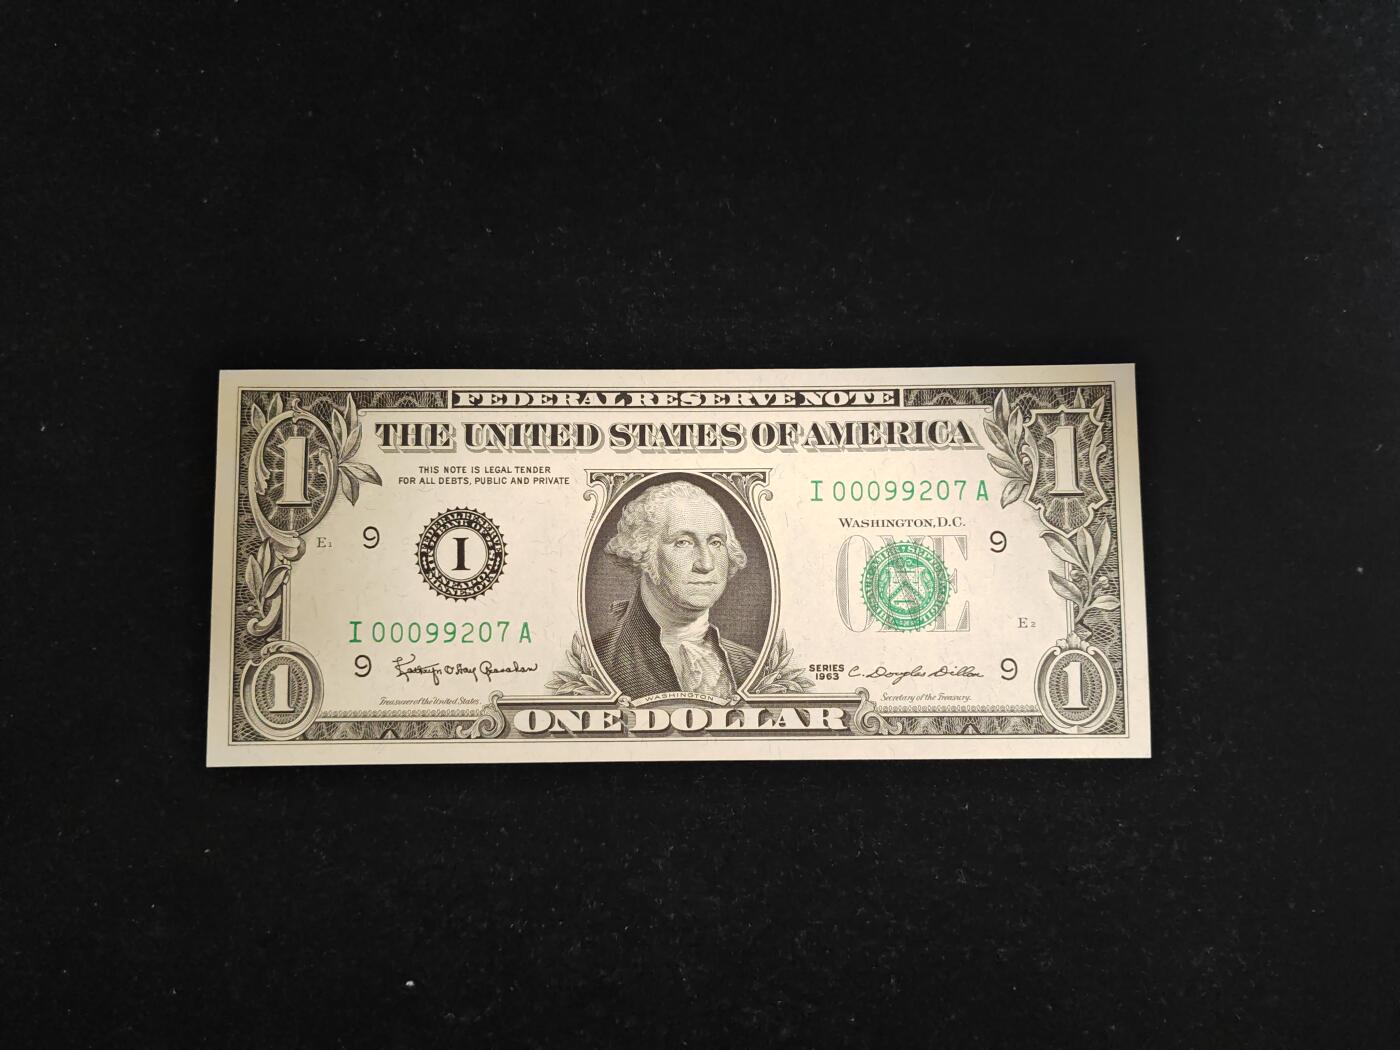 FEDERAL RESERVE NOTE
THE UNITED STATES OF AMERICA
1
1
THIS NOTE IS LEGAL TENDER
FOR ALL DEBTS, PUBLIC AND PRIVATE
I 00099207 A
WASHINGTON, D.C.
E1
9
I
ONE
9
I 00099207 A
E2
9
Treasurer of the United States.
WASHINGTON
SERIES
1963
C. Douglas Dillon
Secretary of the Treasury.
9
1
1
ONE DOLLAR